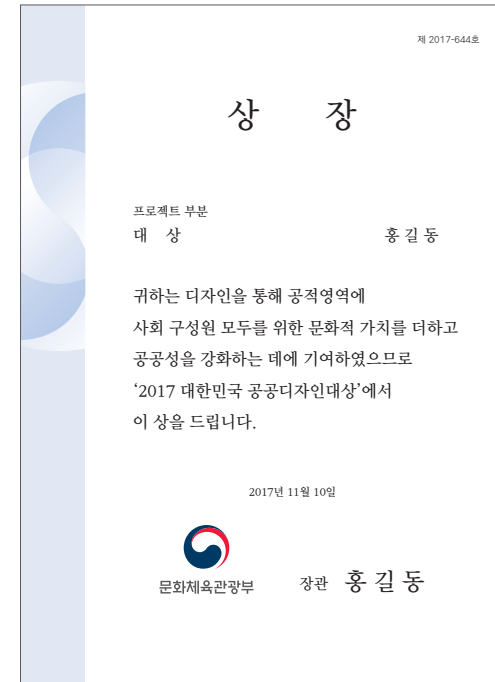 제 2017-644호
상 장
프로젝트 부분
대 상 홍 길 동
귀하는 디자인을 통해 공적영역에
사회 구성원 모두를 위한 문화적 가치를 더하고
공공성을 강화하는 데에 기여하였으므로
‘2017 대한민국 공공디자인대상’에서
이 상을 드립니다.
2017년 11월 10일
문화체육관광부 장관 홍 길 동